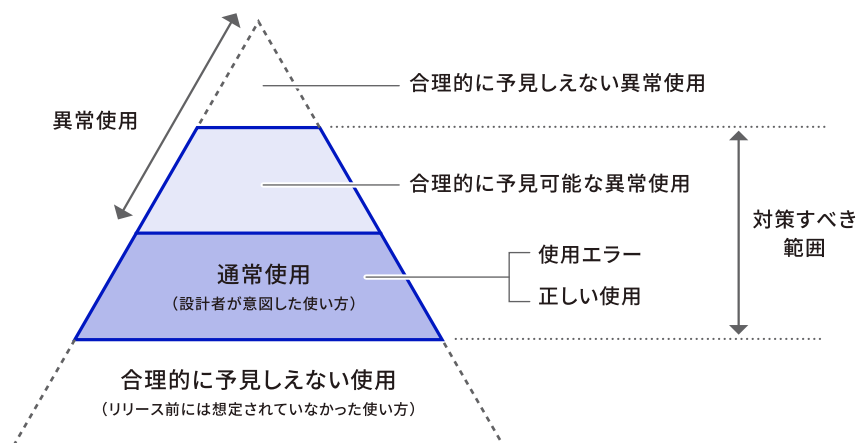 合理的に予見しえない異常使用
異常使用
合理的に予見可能な異常使用
対策すべき
範囲
通常使用
（設計者が意図した使い方）
使用エラー
正しい使用
合理的に予見しえない使用
（リリース前には想定されていなかった使い方）